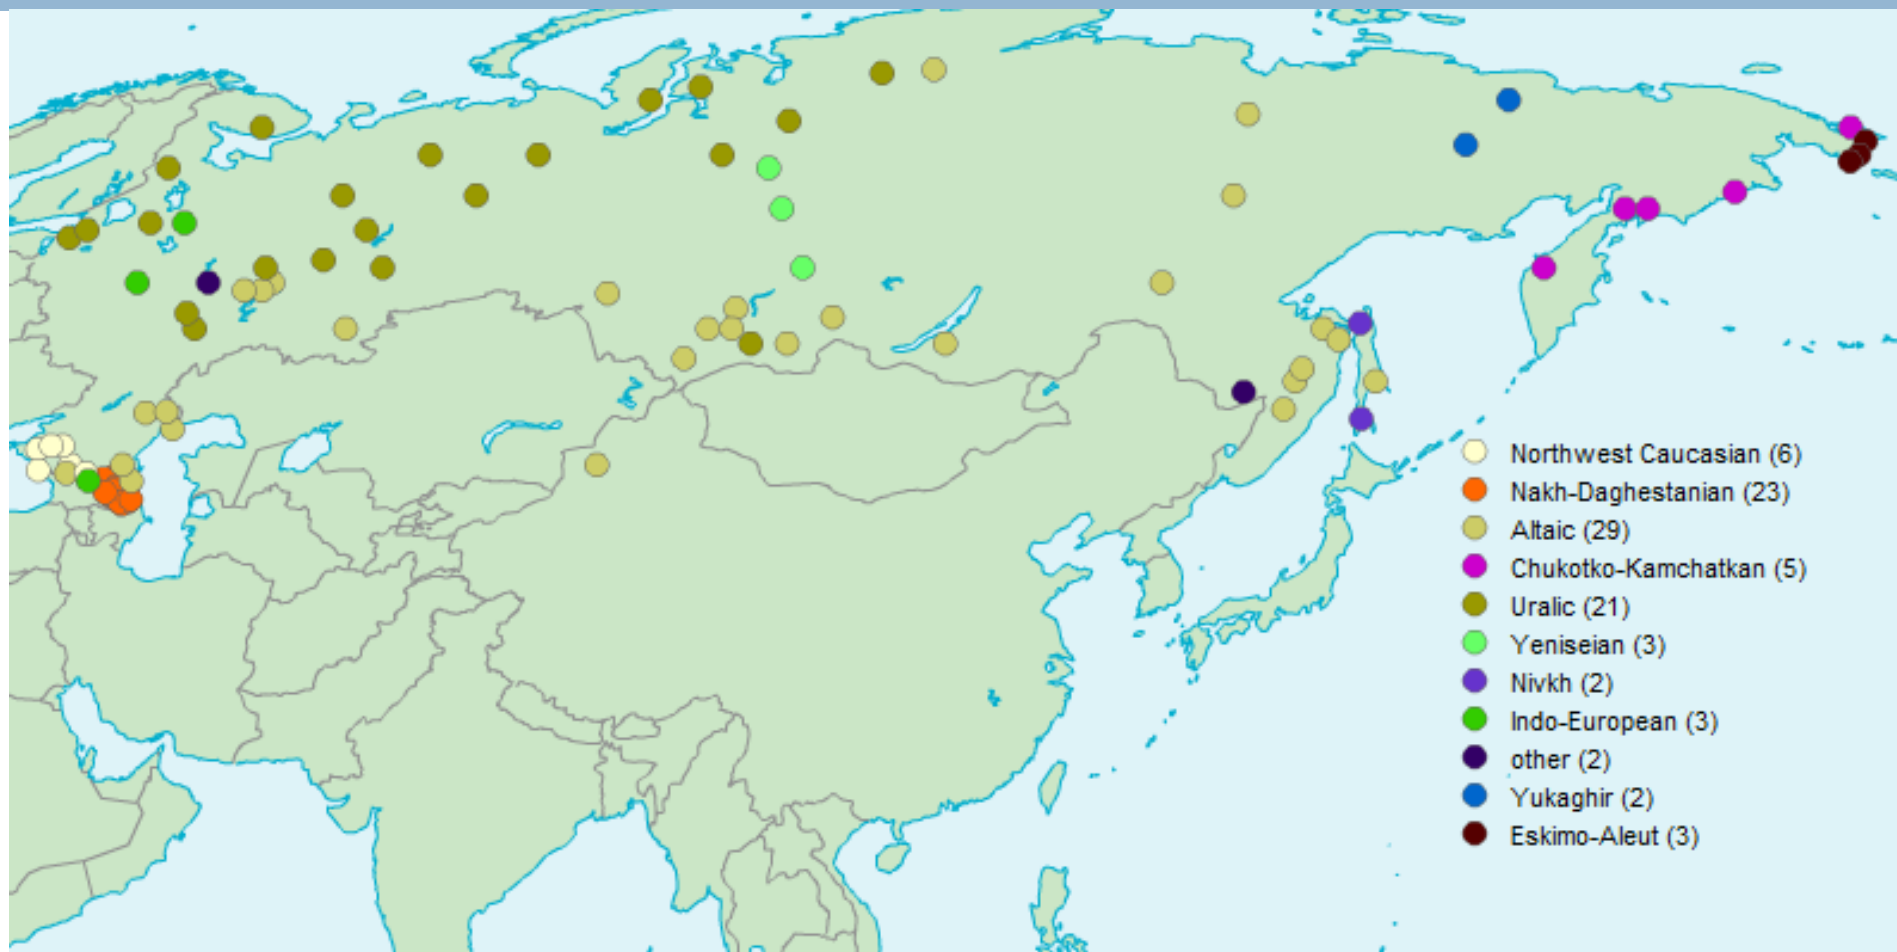 Northwest Caucasian (6)
Nakh-Daghestanian (23)
Altaic (29)
Chukotko-Kamchatkan (5)
Uralic (21)
Yeniseian (3)
Nivkh (2)
Indo-European (3)
other (2)
Yukaghir (2)
Eskimo-Aleut (3)